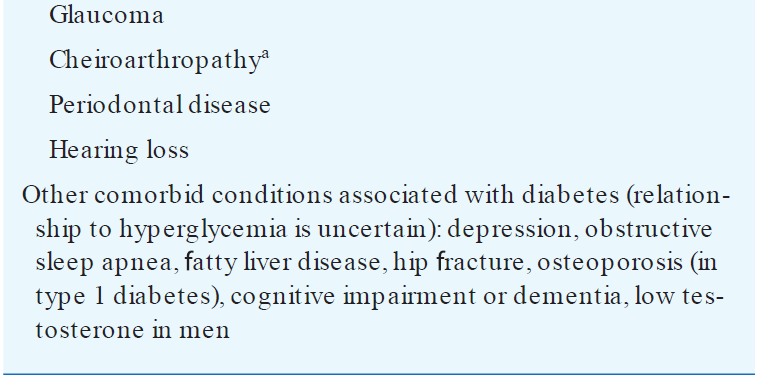 Glaucoma
Cheiroarthropathyᵃ
Periodontal disease
Hearing loss
Other comorbid conditions associated with diabetes (relation-
ship to hyperglycemia is uncertain): depression, obstructive
sleep apnea, fatty liver disease, hip fracture, osteoporosis (in
type 1 diabetes), cognitive impairment or dementia, low tes-
tosterone in men